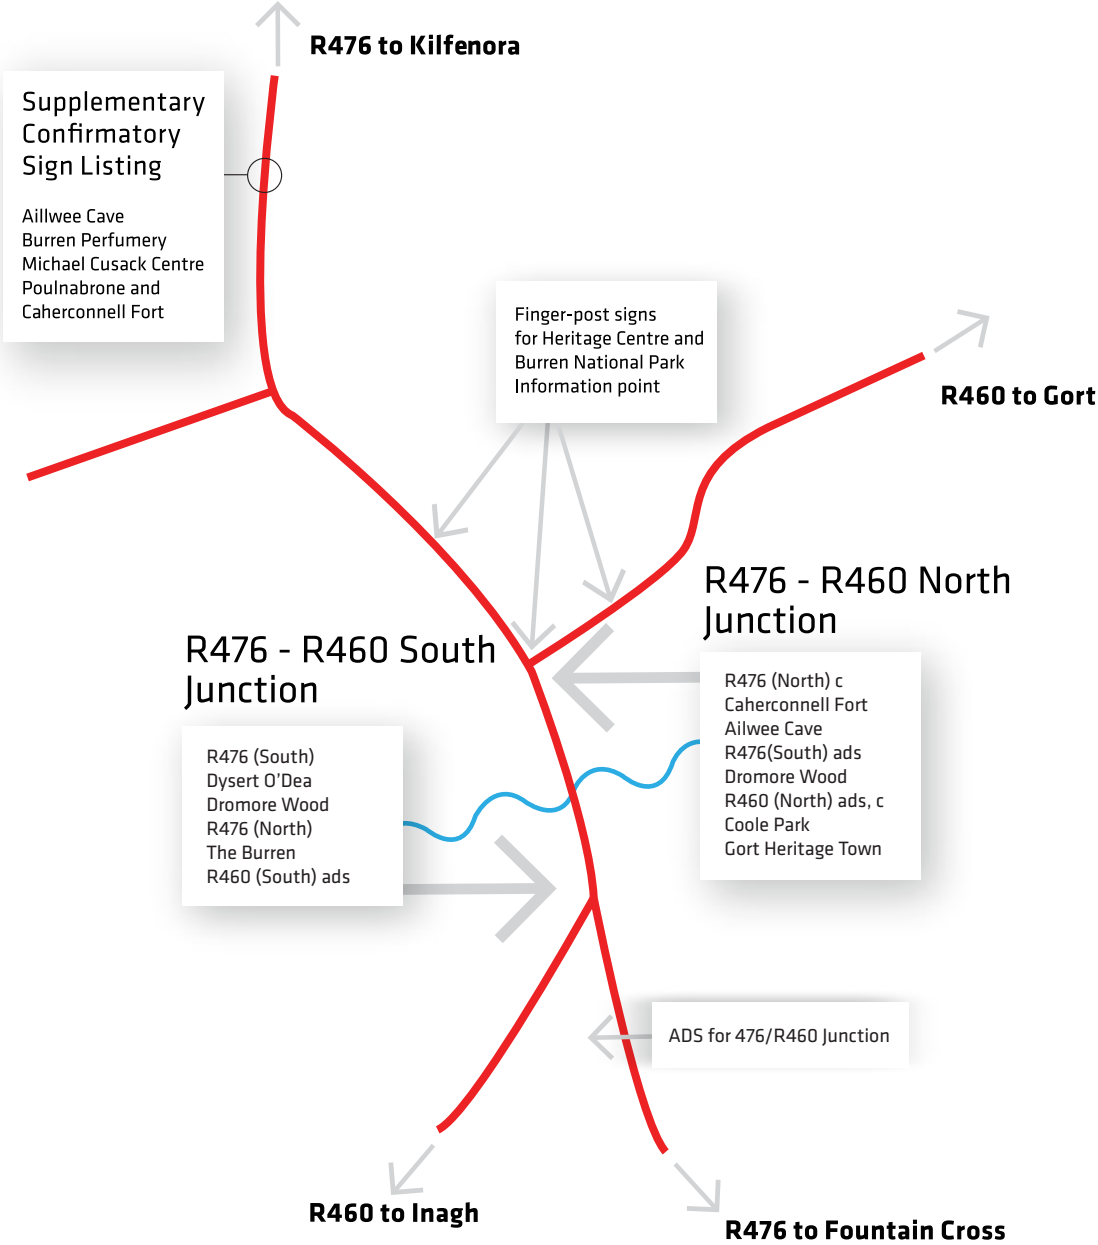 R476 to Kilfenora
Supplementary
Confirmatory
Sign Listing
Aillwee Cave
Burren Perfumery
Michael Cusack Centre
Poulnabrone and
Caherconnell Fort
Finger-post signs
for Heritage Centre and
Burren National Park
Information point
R460 to Gort
R476 - R460 North
Junction
R476 (North) c
Caherconnell Fort
Ailwee Cave
R476(South) ads
Dromore Wood
R460 (North) ads, c
Coole Park
Gort Heritage Town
R476 - R460 South
Junction
R476 (South)
Dysert O’Dea
Dromore Wood
R476 (North)
The Burren
R460 (South) ads
ADS for 476/R460 Junction
R460 to Inagh
R476 to Fountain Cross